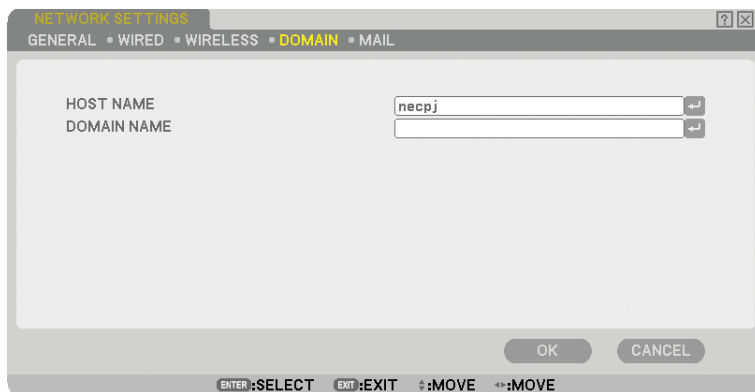 NETWORK SETTINGS
GENERAL • WIRED • WIRELESS • DOMAIN • MAIL
HOST NAME necpj
DOMAIN NAME
OK CANCEL
ENTER :SELECT EXIT :EXIT :MOVE :MOVE